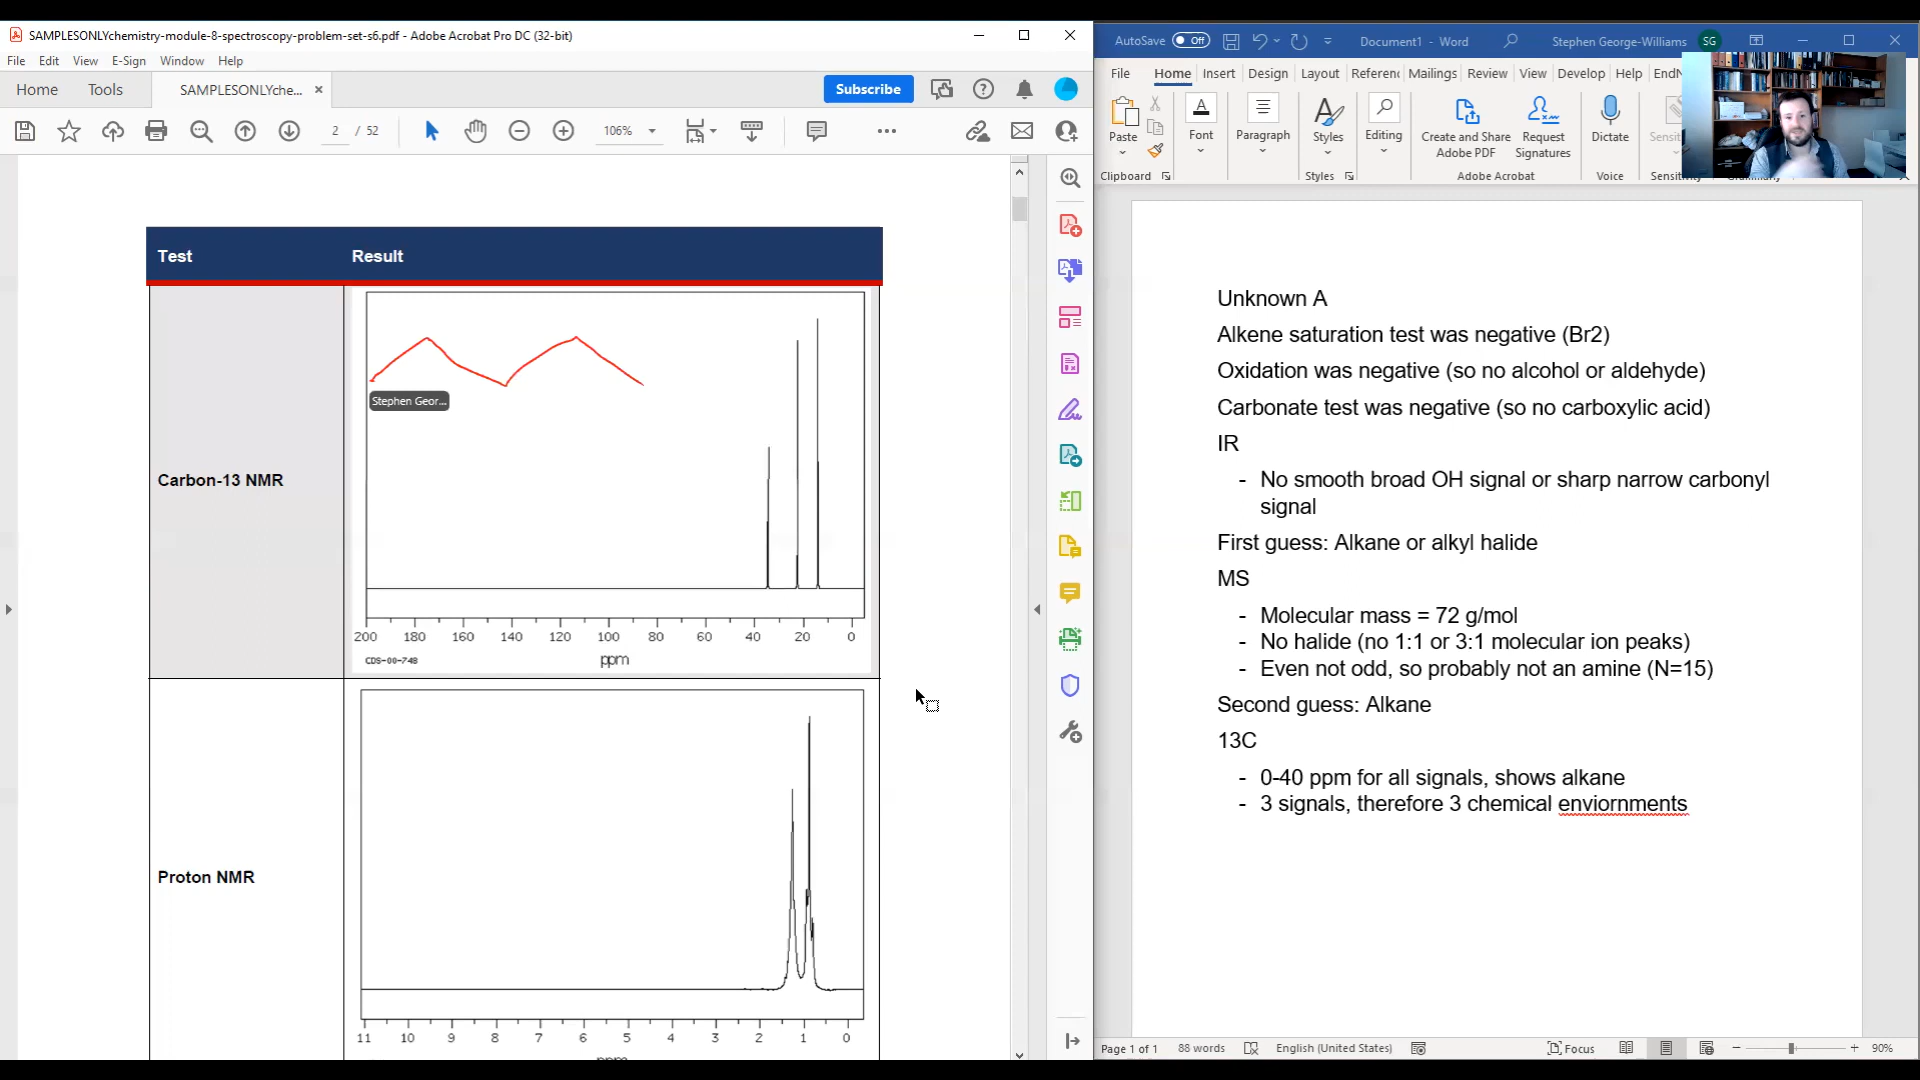 SAMPLESONLYchemistry-module-8-spectroscopy-problem-set-s6.pdf - Adobe Acrobat Pro DC (32-bit)
File Edit View E-Sign Window Help
Home Tools SAMPLESONLYche... ×
Subscribe
2 / 52 106%
Test Result
Stephen Geor...
Carbon-13 NMR
200 180 160 140 120 100 80 60 40 20 0
CDS-00-748
ppm
Proton NMR
11 10 9 8 7 6 5 4 3 2 1 0
AutoSave Off Document1 - Word Stephen George-Williams SG
File Home Insert Design Layout Referenc Mailings Review View Develop Help EndN
Paste Font Paragraph Styles Editing Create and Share Adobe PDF Request Signatures Dictate Sensit
Clipboard Styles Adobe Acrobat Voice
Unknown A
Alkene saturation test was negative (Br2)
Oxidation was negative (so no alcohol or aldehyde)
Carbonate test was negative (so no carboxylic acid)
IR
- No smooth broad OH signal or sharp narrow carbonyl
signal
First guess: Alkane or alkyl halide
MS
- Molecular mass = 72 g/mol
- No halide (no 1:1 or 3:1 molecular ion peaks)
- Even not odd, so probably not an amine (N=15)
Second guess: Alkane
13C
- 0-40 ppm for all signals, shows alkane
- 3 signals, therefore 3 chemical enviornments
Page 1 of 1 88 words English (United States) Focus 90%